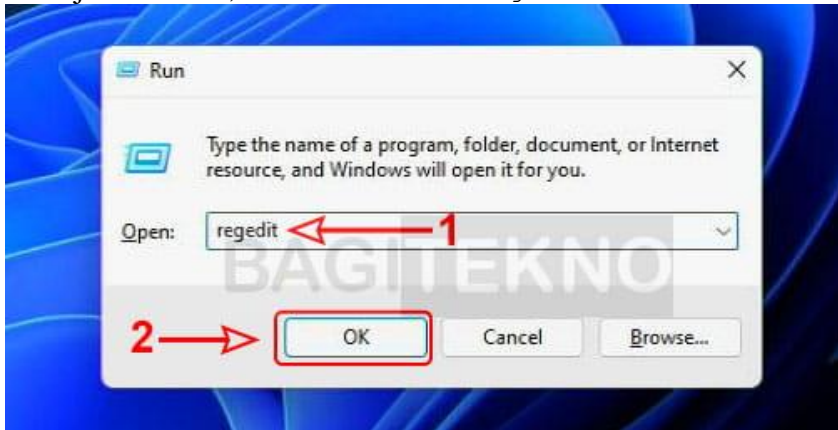 Run
Type the name of a program, folder, document, or Internet
resource, and Windows will open it for you.
Open: regedit 1
BAGITEKNO
2 OK Cancel Browse...